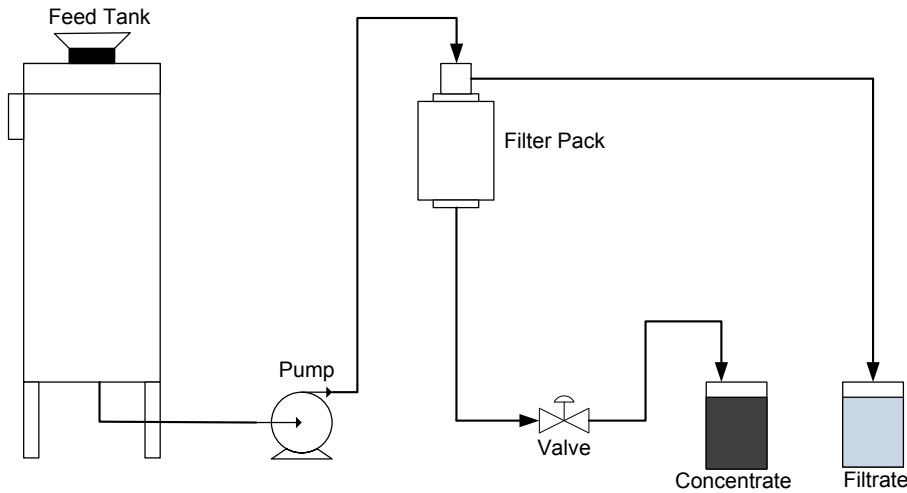 Feed Tank
Filter Pack
Pump
Valve
Concentrate
Filtrate